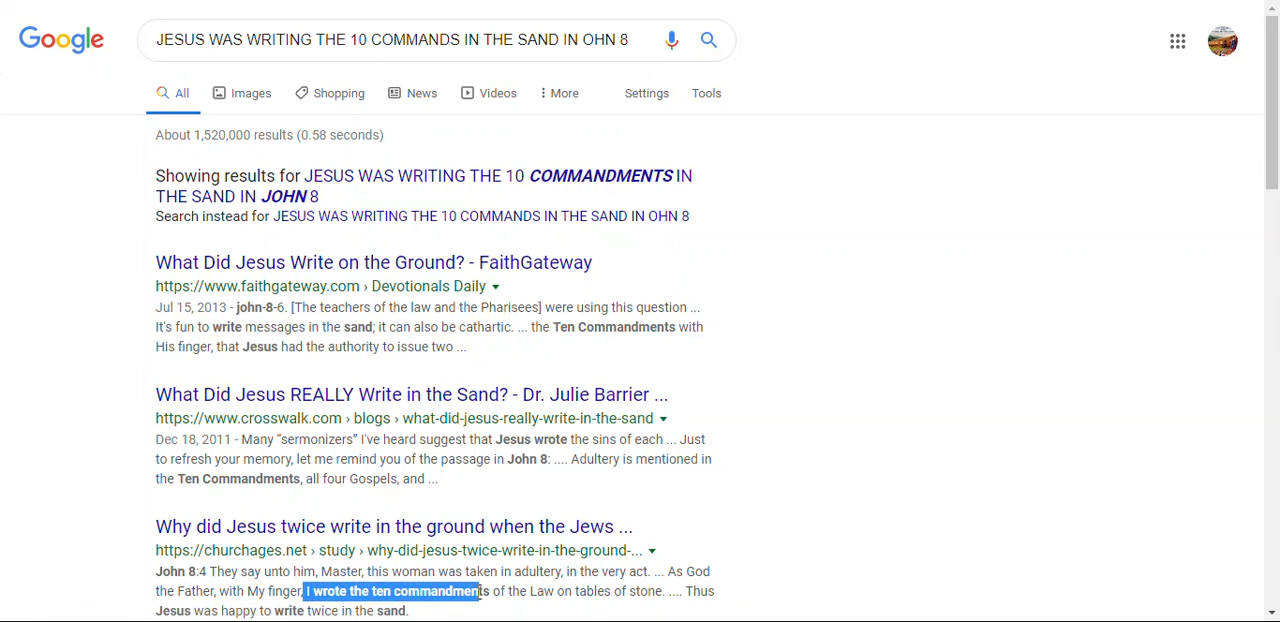 Google
JESUS WAS WRITING THE 10 COMMANDS IN THE SAND IN OHN 8
All Images Shopping News Videos More Settings Tools
About 1,520,000 results (0.58 seconds)
Showing results for JESUS WAS WRITING THE 10 COMMANDMENTS IN
THE SAND IN JOHN 8
Search instead for JESUS WAS WRITING THE 10 COMMANDS IN THE SAND IN OHN 8
What Did Jesus Write on the Ground? - FaithGateway
https://www.faithgateway.com › Devotionals Daily
Jul 15, 2013 - john-8-6. [The teachers of the law and the Pharisees] were using this question ...
It's fun to write messages in the sand; it can also be cathartic. ... the Ten Commandments with
His finger, that Jesus had the authority to issue two ...
What Did Jesus REALLY Write in the Sand? - Dr. Julie Barrier ...
https://www.crosswalk.com › blogs › what-did-jesus-really-write-in-the-sand
Dec 18, 2011 - Many “sermonizers” I've heard suggest that Jesus wrote the sins of each ... Just
to refresh your memory, let me remind you of the passage in John 8: .... Adultery is mentioned in
the Ten Commandments, all four Gospels, and ...
Why did Jesus twice write in the ground when the Jews ...
https://churchages.net › study › why-did-jesus-twice-write-in-the-ground-...
John 8:4 They say unto him, Master, this woman was taken in adultery, in the very act. ... As God
the Father, with My finger, I wrote the ten commandments of the Law on tables of stone. .... Thus
Jesus was happy to write twice in the sand.